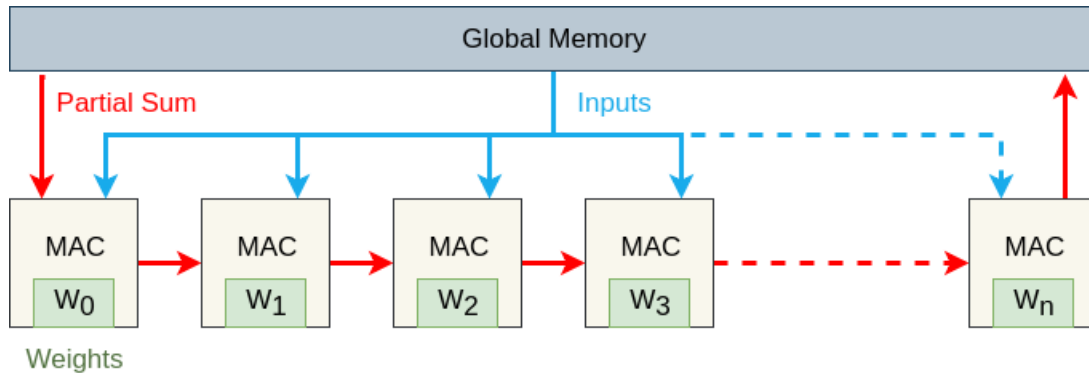 Global Memory
Partial Sum
Inputs
MAC
MAC
MAC
MAC
MAC
W0
W1
W2
W3
Wn
Weights